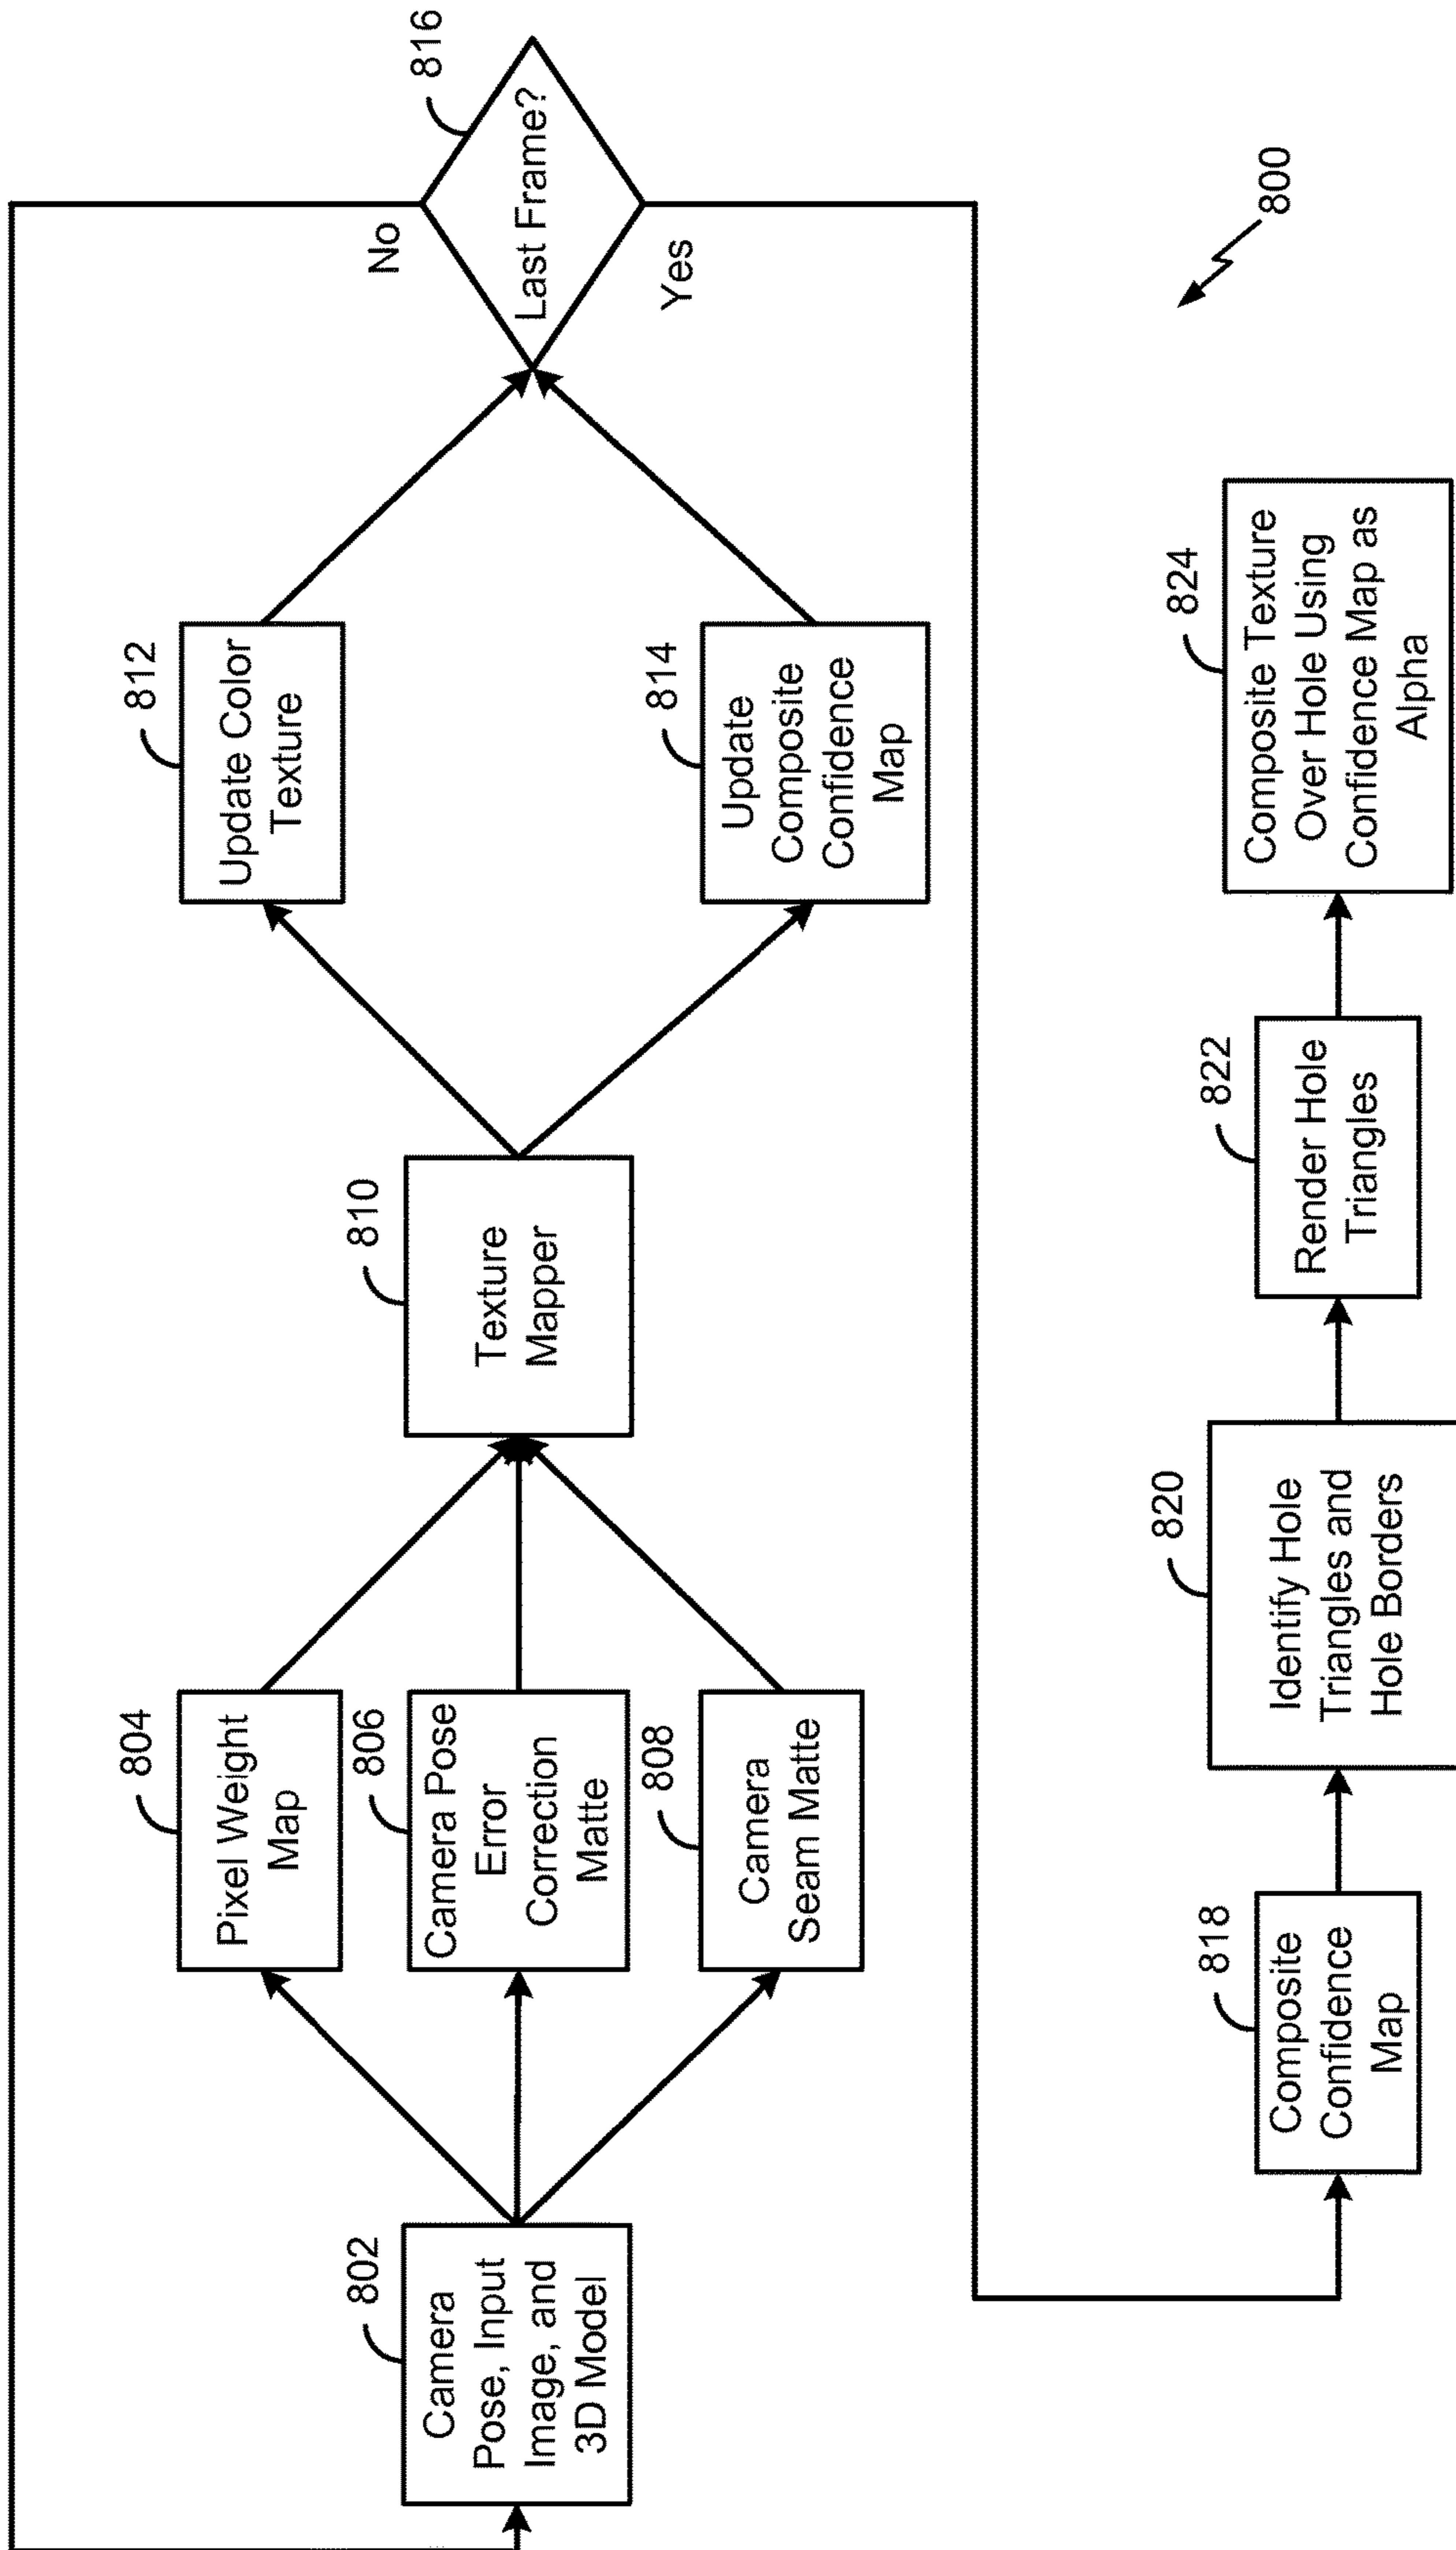 802
Camera
Pose, Input
Image, and
3D Model
804
Pixel Weight
Map
806
Camera Pose
Error
Correction
Matte
808
Camera
Seam Matte
810
Texture
Mapper
812
Update Color
Texture
814
Update
Composite
Confidence
Map
816
Last Frame?
No
Yes
800
818
Composite
Confidence
Map
820
Identify Hole
Triangles and
Hole Borders
822
Render Hole
Triangles
824
Composite Texture
Over Hole Using
Confidence Map as
Alpha